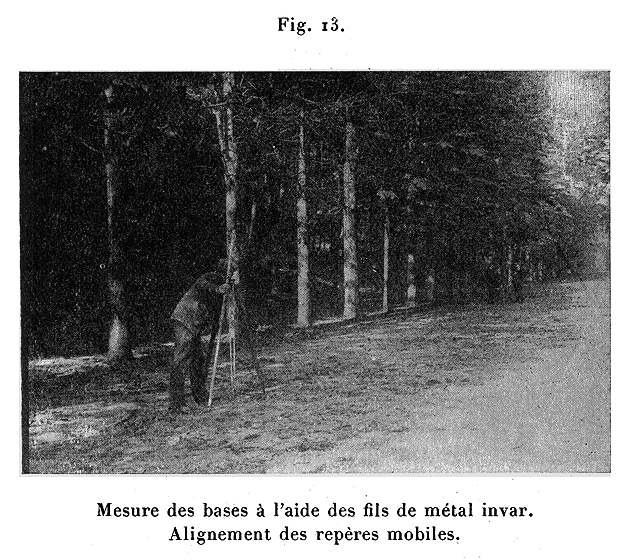 Fig. 13.
Mesure des bases à l'aide des fils de métal invar.
Alignement des repères mobiles.